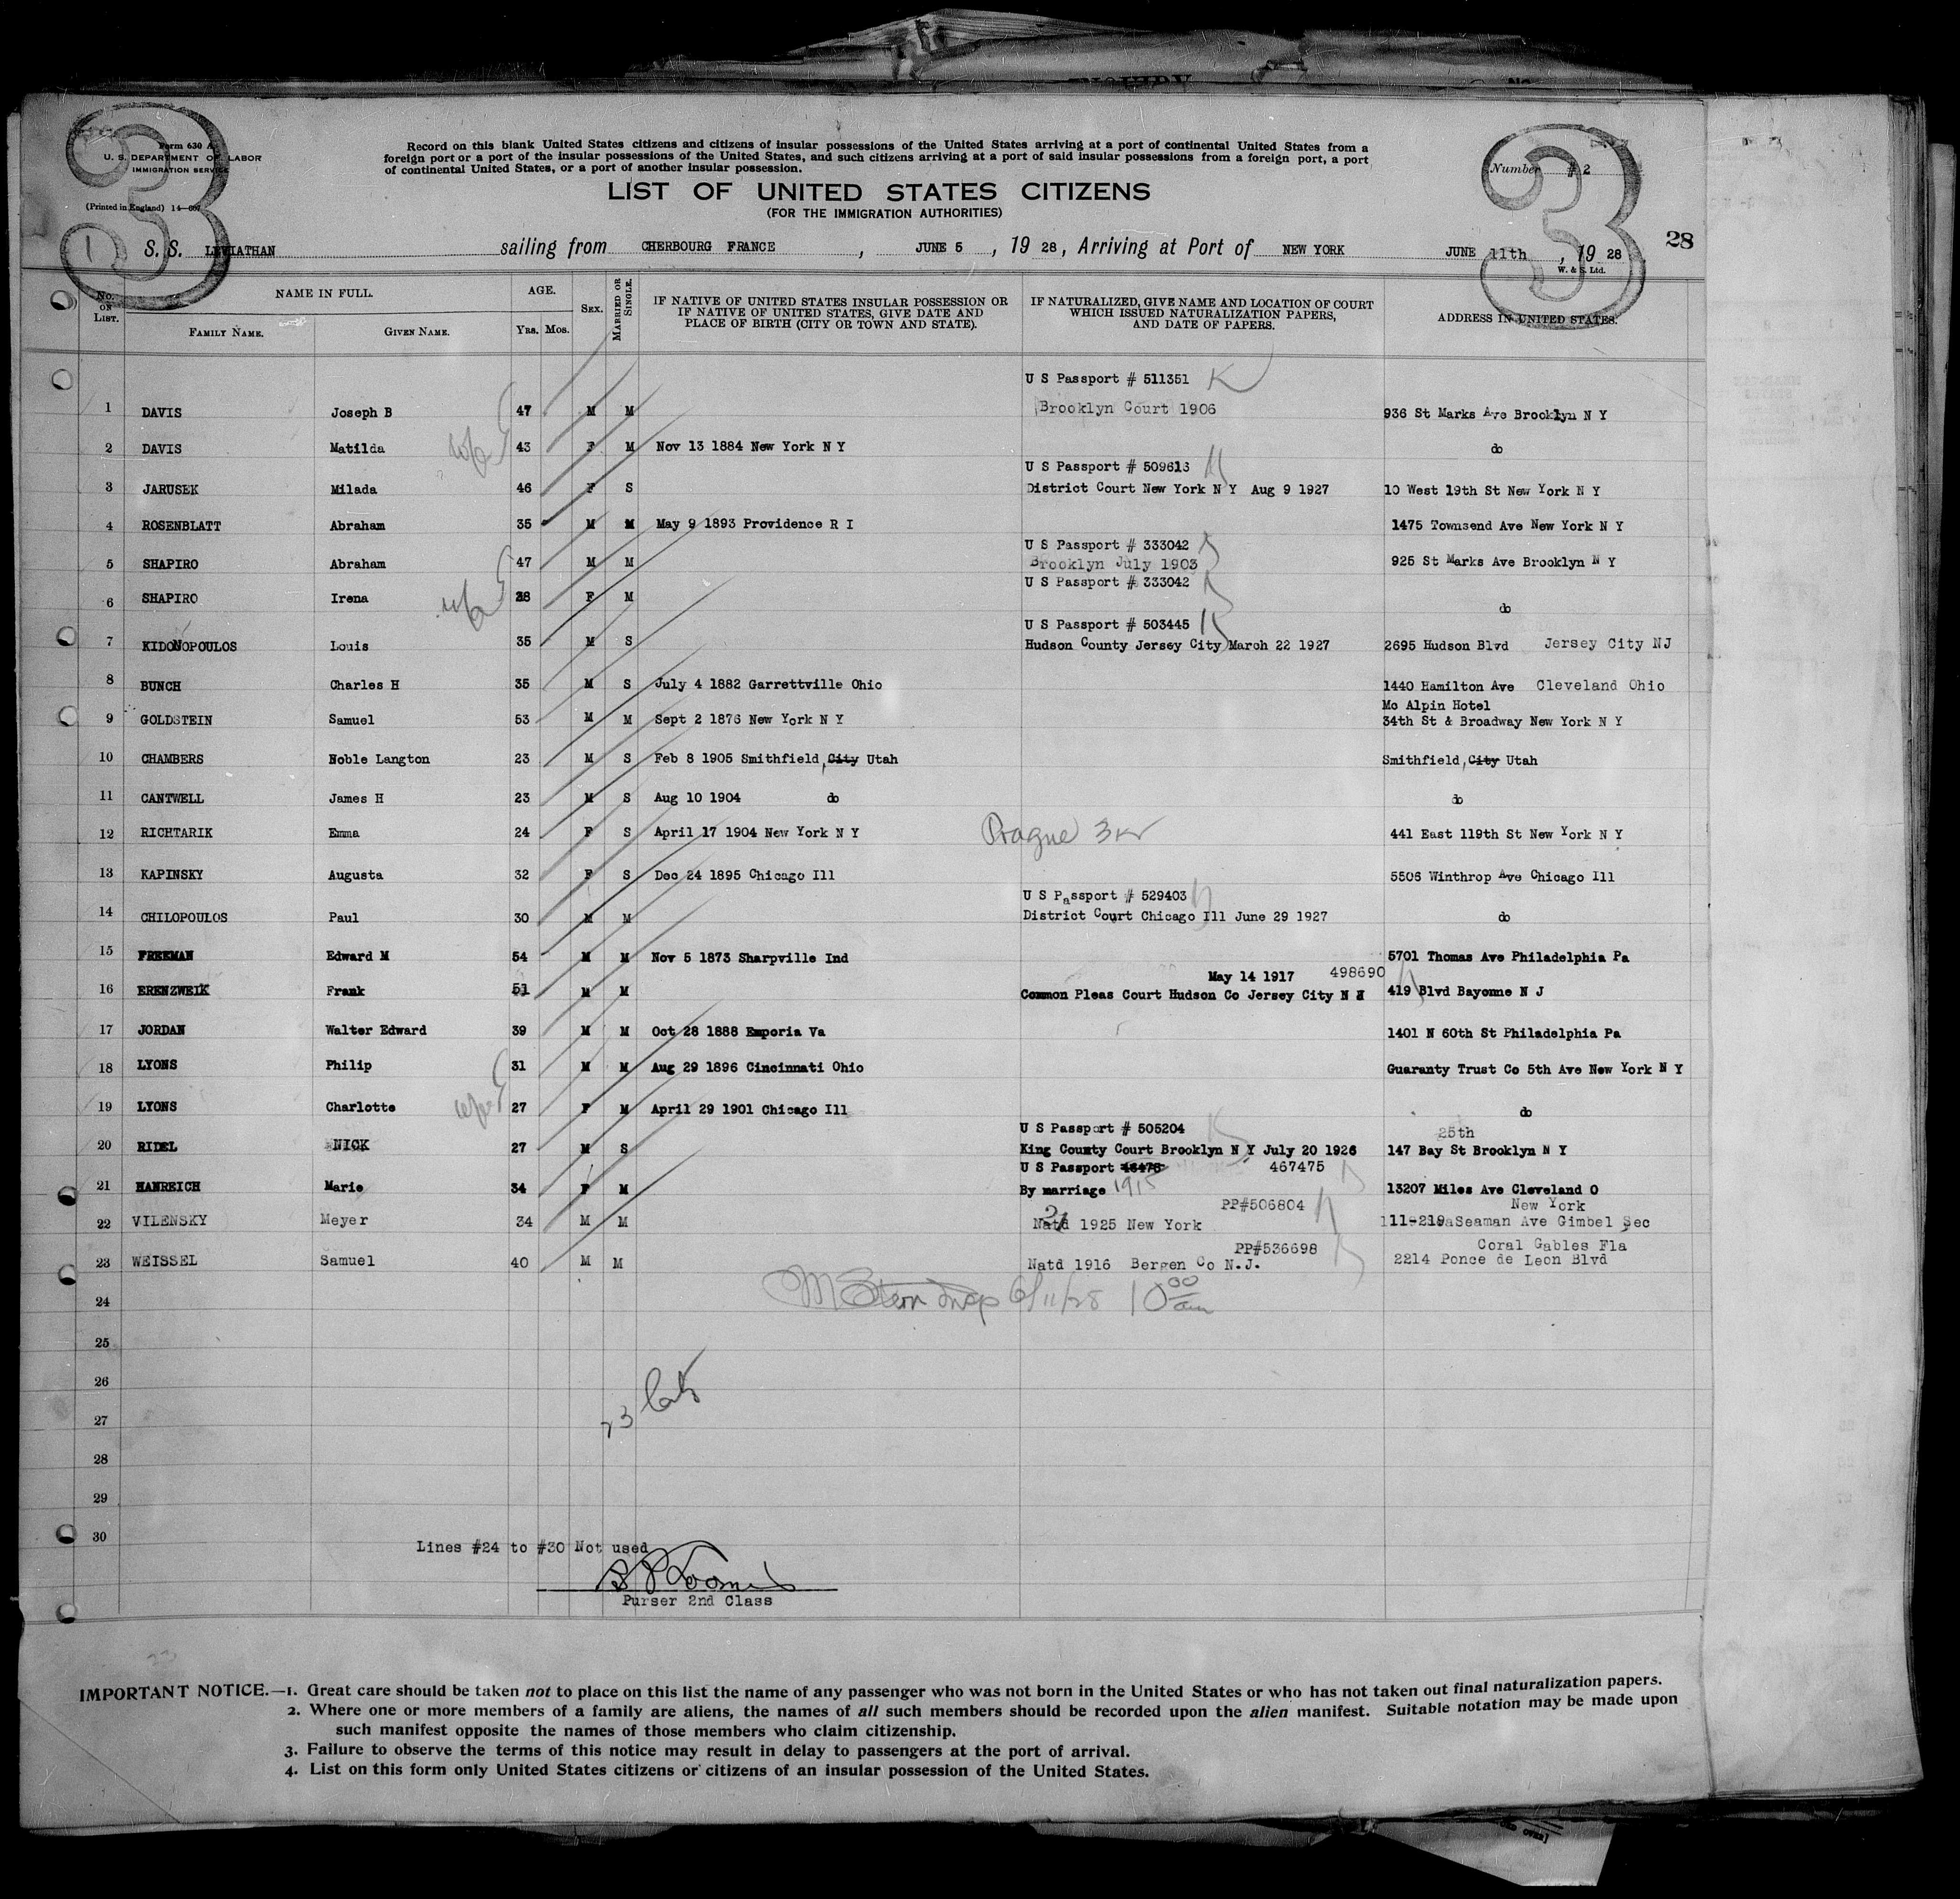 3
3
Form 630 A
U. S. DEPARTMENT OF LABOR
IMMIGRATION SERVICE
(Printed in England) 14—687
1
Record on this blank United States citizens and citizens of insular possessions of the United States arriving at a port of continental United States from a
foreign port or a port of the insular possessions of the United States, and such citizens arriving at a port of said insular possessions from a foreign port, a port
of continental United States, or a port of another insular possession.
LIST OF UNITED STATES CITIZENS
(FOR THE IMMIGRATION AUTHORITIES)
Number # 2
28
S. S. LEVIATHAN sailing from CHERBOURG FRANCE , JUNE 5 , 19 28 , Arriving at Port of NEW YORK JUNE 11th , 19 28
W. & S. Ltd.
No. ON LIST. NAME IN FULL. AGE. SEX. MARRIED OR SINGLE. IF NATIVE OF UNITED STATES INSULAR POSSESSION OR IF NATIVE OF UNITED STATES, GIVE DATE AND PLACE OF BIRTH (CITY OR TOWN AND STATE). IF NATURALIZED, GIVE NAME AND LOCATION OF COURT WHICH ISSUED NATURALIZATION PAPERS, AND DATE OF PAPERS. ADDRESS IN UNITED STATES.
FAMILY NAME. GIVEN NAME. YRS. MOS.
U S Passport # 511351
1 DAVIS Joseph B 47 M M Brooklyn Court 1906 936 St Marks Ave Brooklyn N Y
2 DAVIS Matilda 43 F M Nov 13 1884 New York N Y do
U S Passport # 509613
3 JARUSEK Milada 46 F S District Court New York N Y Aug 9 1927 10 West 19th St New York N Y
4 ROSENBLATT Abraham 35 M M May 9 1893 Providence R I 1475 Townsend Ave New York N Y
U S Passport # 333042
5 SHAPIRO Abraham 47 M M Brooklyn July 1903 925 St Marks Ave Brooklyn N Y
U S Passport # 333042
6 SHAPIRO Irena 38 F M do
U S Passport # 503445
7 KIDONOPOULOS Louis 35 M S Hudson County Jersey City March 22 1927 2695 Hudson Blvd Jersey City NJ
8 BUNCH Charles H 35 M S July 4 1882 Garrettville Ohio 1440 Hamilton Ave Cleveland Ohio
Mc Alpin Hotel
9 GOLDSTEIN Samuel 53 M M Sept 2 1876 New York N Y 34th St & Broadway New York N Y
10 CHAMBERS Noble Langton 23 M S Feb 8 1905 Smithfield, City Utah Smithfield, City Utah
11 CANTWELL James H 23 M S Aug 10 1904 do do
12 RICHTARIK Emma 24 F S April 17 1904 New York N Y Prague 441 East 119th St New York N Y
13 KAPINSKY Augusta 32 F S Dec 24 1895 Chicago Ill 5506 Winthrop Ave Chicago Ill
U S Passport # 529403
14 CHILOPOULOS Paul 30 M M District Court Chicago Ill June 29 1927 do
15 FREEMAN Edward M 54 M M Nov 5 1873 Sharpville Ind 5701 Thomas Ave Philadelphia Pa
May 14 1917 498690
16 ERENZWEIK Frank 51 M M Common Pleas Court Hudson Co Jersey City N J 419 Blvd Bayonne N J
17 JORDAN Walter Edward 39 M M Oct 28 1888 Emporia Va 1401 N 60th St Philadelphia Pa
18 LYONS Philip 31 M M Aug 29 1896 Cincinnati Ohio Guaranty Trust Co 5th Ave New York N Y
19 LYONS Charlotte 27 F M April 29 1901 Chicago Ill do
U S Passport # 505204 25th
20 RIDEL NICK 27 M S King County Court Brooklyn N Y July 20 1926 147 Bay St Brooklyn N Y
U S Passport 46475 467475
21 HANREICH Marie 34 F M By marriage 1915 13207 Miles Ave Cleveland O
PP#506804 New York
22 VILENSKY Meyer 34 M M Natd 1925 New York 111-219aSeaman Ave Gimbel Sec
PP#536698 Coral Gables Fla
23 WEISSEL Samuel 40 M M Natd 1916 Bergen Co N.J. 2214 Ponce de Leon Blvd
24 M Stern Insp 6/11/28 10 00 am
25
26
27 23
28
29
30
Lines #24 to #30 Not used
Purser 2nd Class
IMPORTANT NOTICE.—1. Great care should be taken not to place on this list the name of any passenger who was not born in the United States or who has not taken out final naturalization papers.
2. Where one or more members of a family are aliens, the names of all such members should be recorded upon the alien manifest. Suitable notation may be made upon
such manifest opposite the names of those members who claim citizenship.
3. Failure to observe the terms of this notice may result in delay to passengers at the port of arrival.
4. List on this form only United States citizens or citizens of an insular possession of the United States.